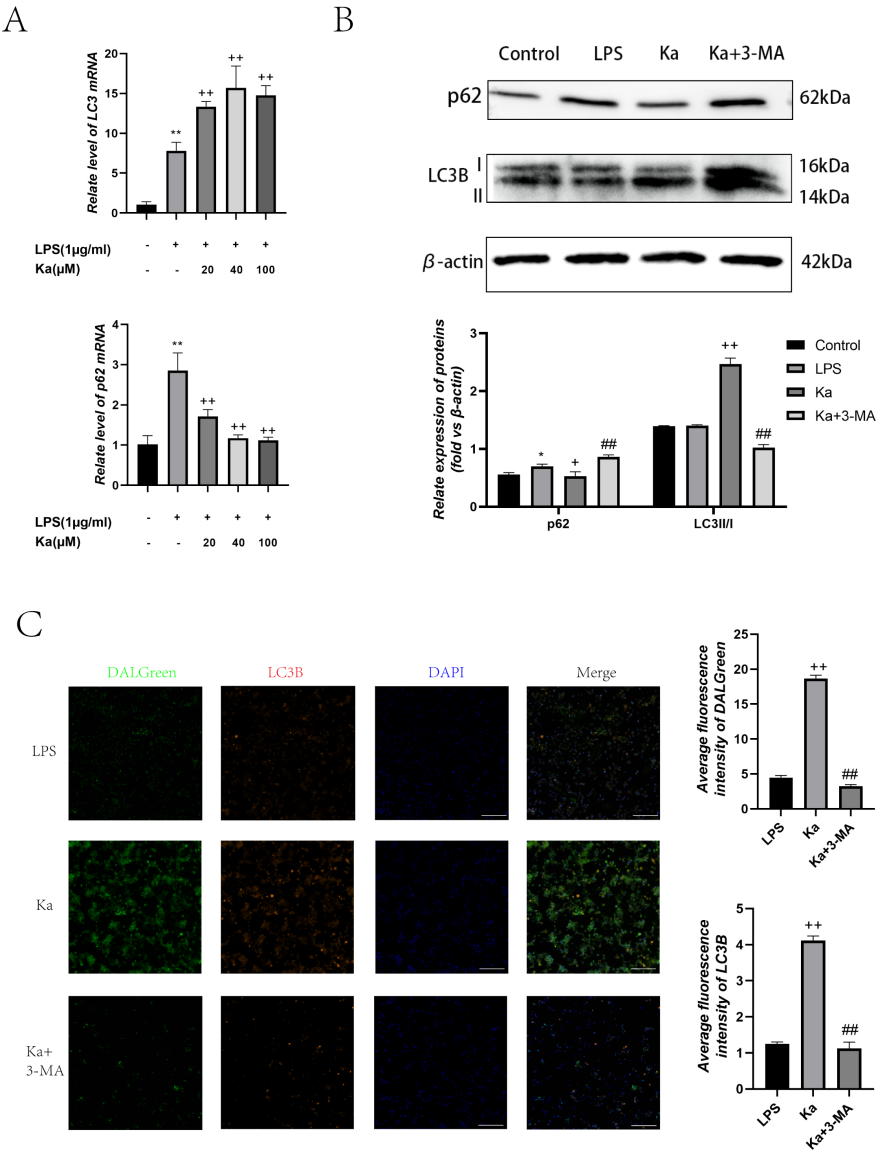 A
Relate level of LC3 mRNA
20
15
10
5
0
**
++
++
++
LPS(1μg/ml)
- + + + +
Ka(μM)
- - 20 40 100
Relate level of p62 mRNA
4
3
2
1
0
**
++
++
++
LPS(1μg/ml)
- + + + +
Ka(μM)
- - 20 40 100
B
Control LPS Ka Ka+3-MA
p62 62kDa
LC3B I 16kDa
II 14kDa
β-actin 42kDa
Relate expression of proteins
(fold vs β-actin)
3
2
1
0
*
+
##
++
##
p62 LC3II/I
Control
LPS
Ka
Ka+3-MA
C
DALGreen LC3B DAPI Merge
LPS
Ka
Ka+
3-MA
Average fluorescence
intensity of DALGreen
25
20
15
10
5
0
++
##
LPS Ka Ka+3-MA
Average fluorescence
intensity of LC3B
5
4
3
2
1
0
++
##
LPS Ka Ka+3-MA